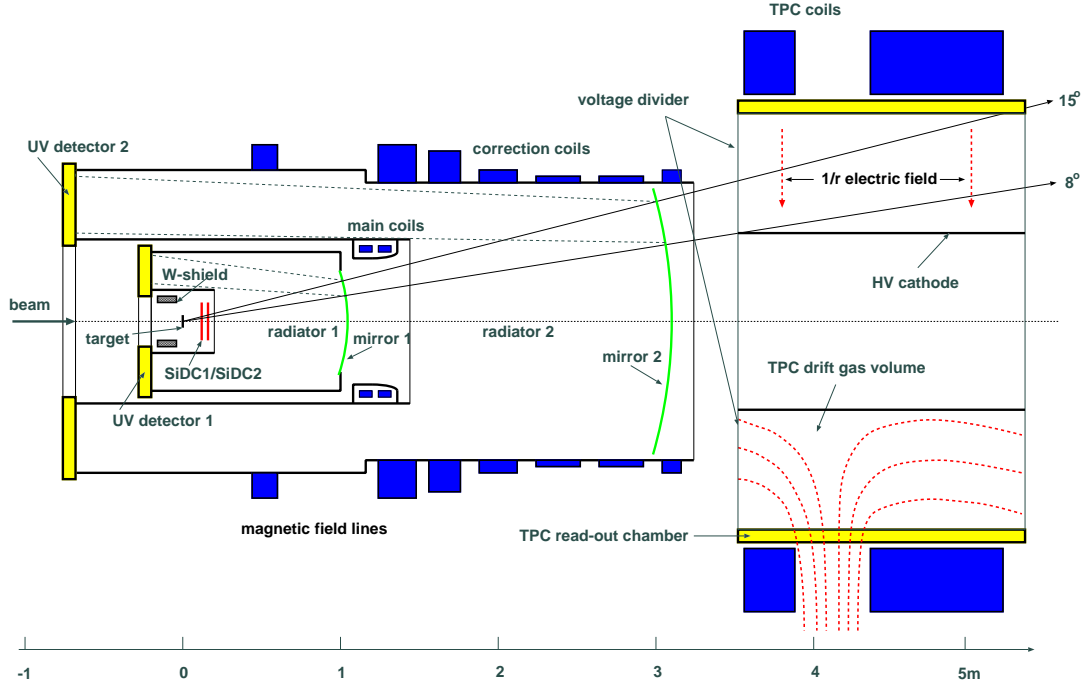 TPC coils
voltage divider
15°
UV detector 2
correction coils
1/r electric field
8°
main coils
W-shield
HV cathode
beam
target
radiator 1
radiator 2
mirror 1
mirror 2
SiDC1/SiDC2
TPC drift gas volume
UV detector 1
magnetic field lines
TPC read-out chamber
-1 0 1 2 3 4 5m